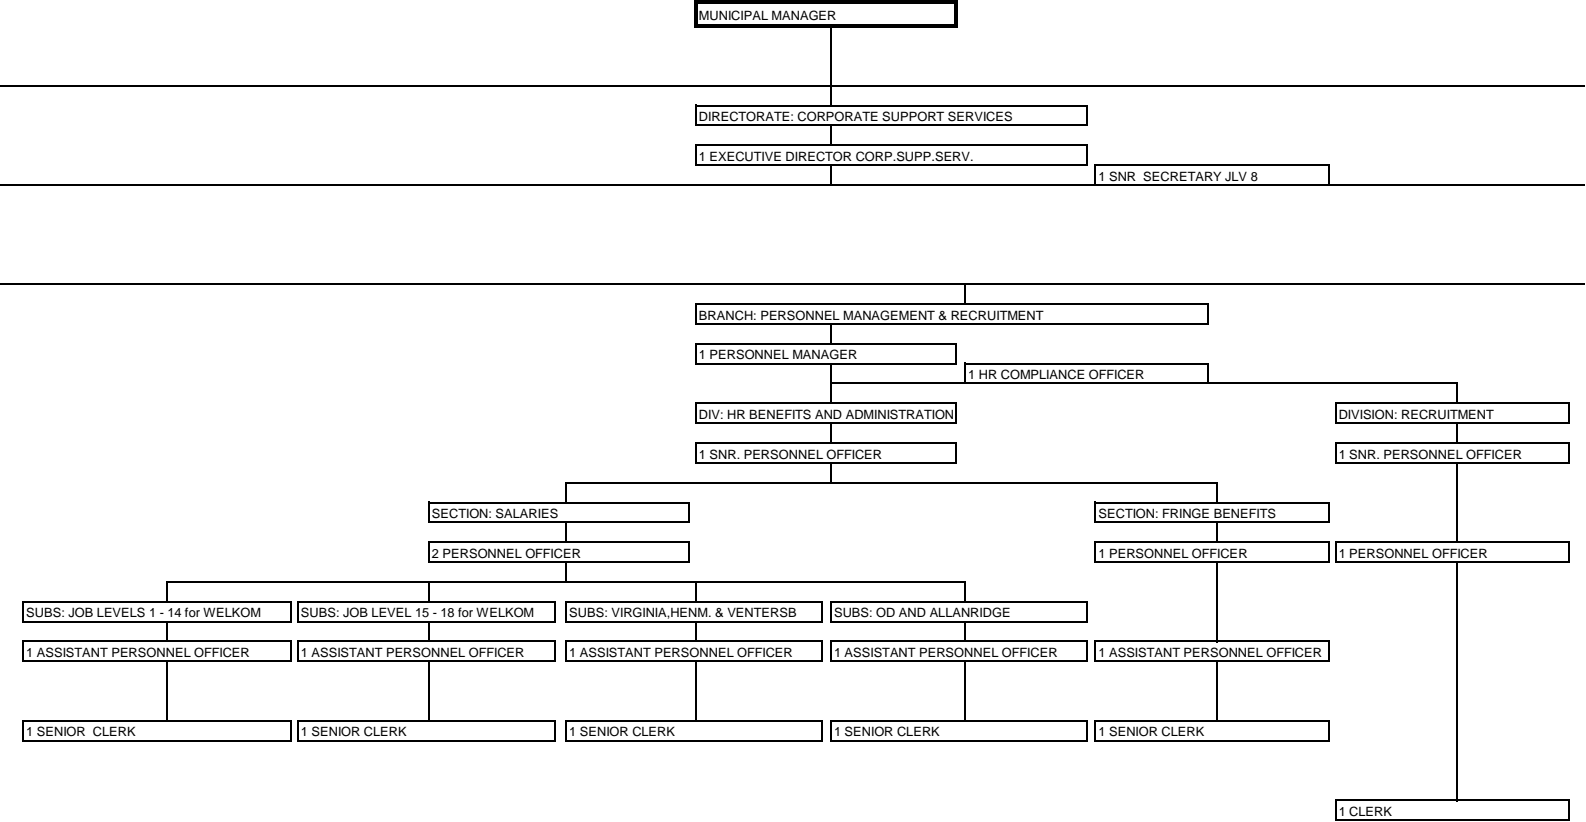 MUNICIPAL MANAGER
DIRECTORATE: CORPORATE SUPPORT SERVICES
1 EXECUTIVE DIRECTOR CORP.SUPP.SERV.
1 SNR  SECRETARY JLV 8
BRANCH: PERSONNEL MANAGEMENT & RECRUITMENT
1 PERSONNEL MANAGER
1 HR COMPLIANCE OFFICER
DIV: HR BENEFITS AND ADMINISTRATION
DIVISION: RECRUITMENT
1 SNR. PERSONNEL OFFICER
1 SNR. PERSONNEL OFFICER
SECTION: SALARIES
SECTION: FRINGE BENEFITS
2 PERSONNEL OFFICER
1 PERSONNEL OFFICER
1 PERSONNEL OFFICER
SUBS: JOB LEVELS 1 - 14 for WELKOM
SUBS: JOB LEVEL 15 - 18 for WELKOM
SUBS: VIRGINIA,HENM. & VENTERSB
SUBS: OD AND ALLANRIDGE
1 ASSISTANT PERSONNEL OFFICER
1 ASSISTANT PERSONNEL OFFICER
1 ASSISTANT PERSONNEL OFFICER
1 ASSISTANT PERSONNEL OFFICER
1 ASSISTANT PERSONNEL OFFICER
1 SENIOR  CLERK
1 SENIOR CLERK
1 SENIOR CLERK
1 SENIOR CLERK
1 SENIOR CLERK
1 CLERK